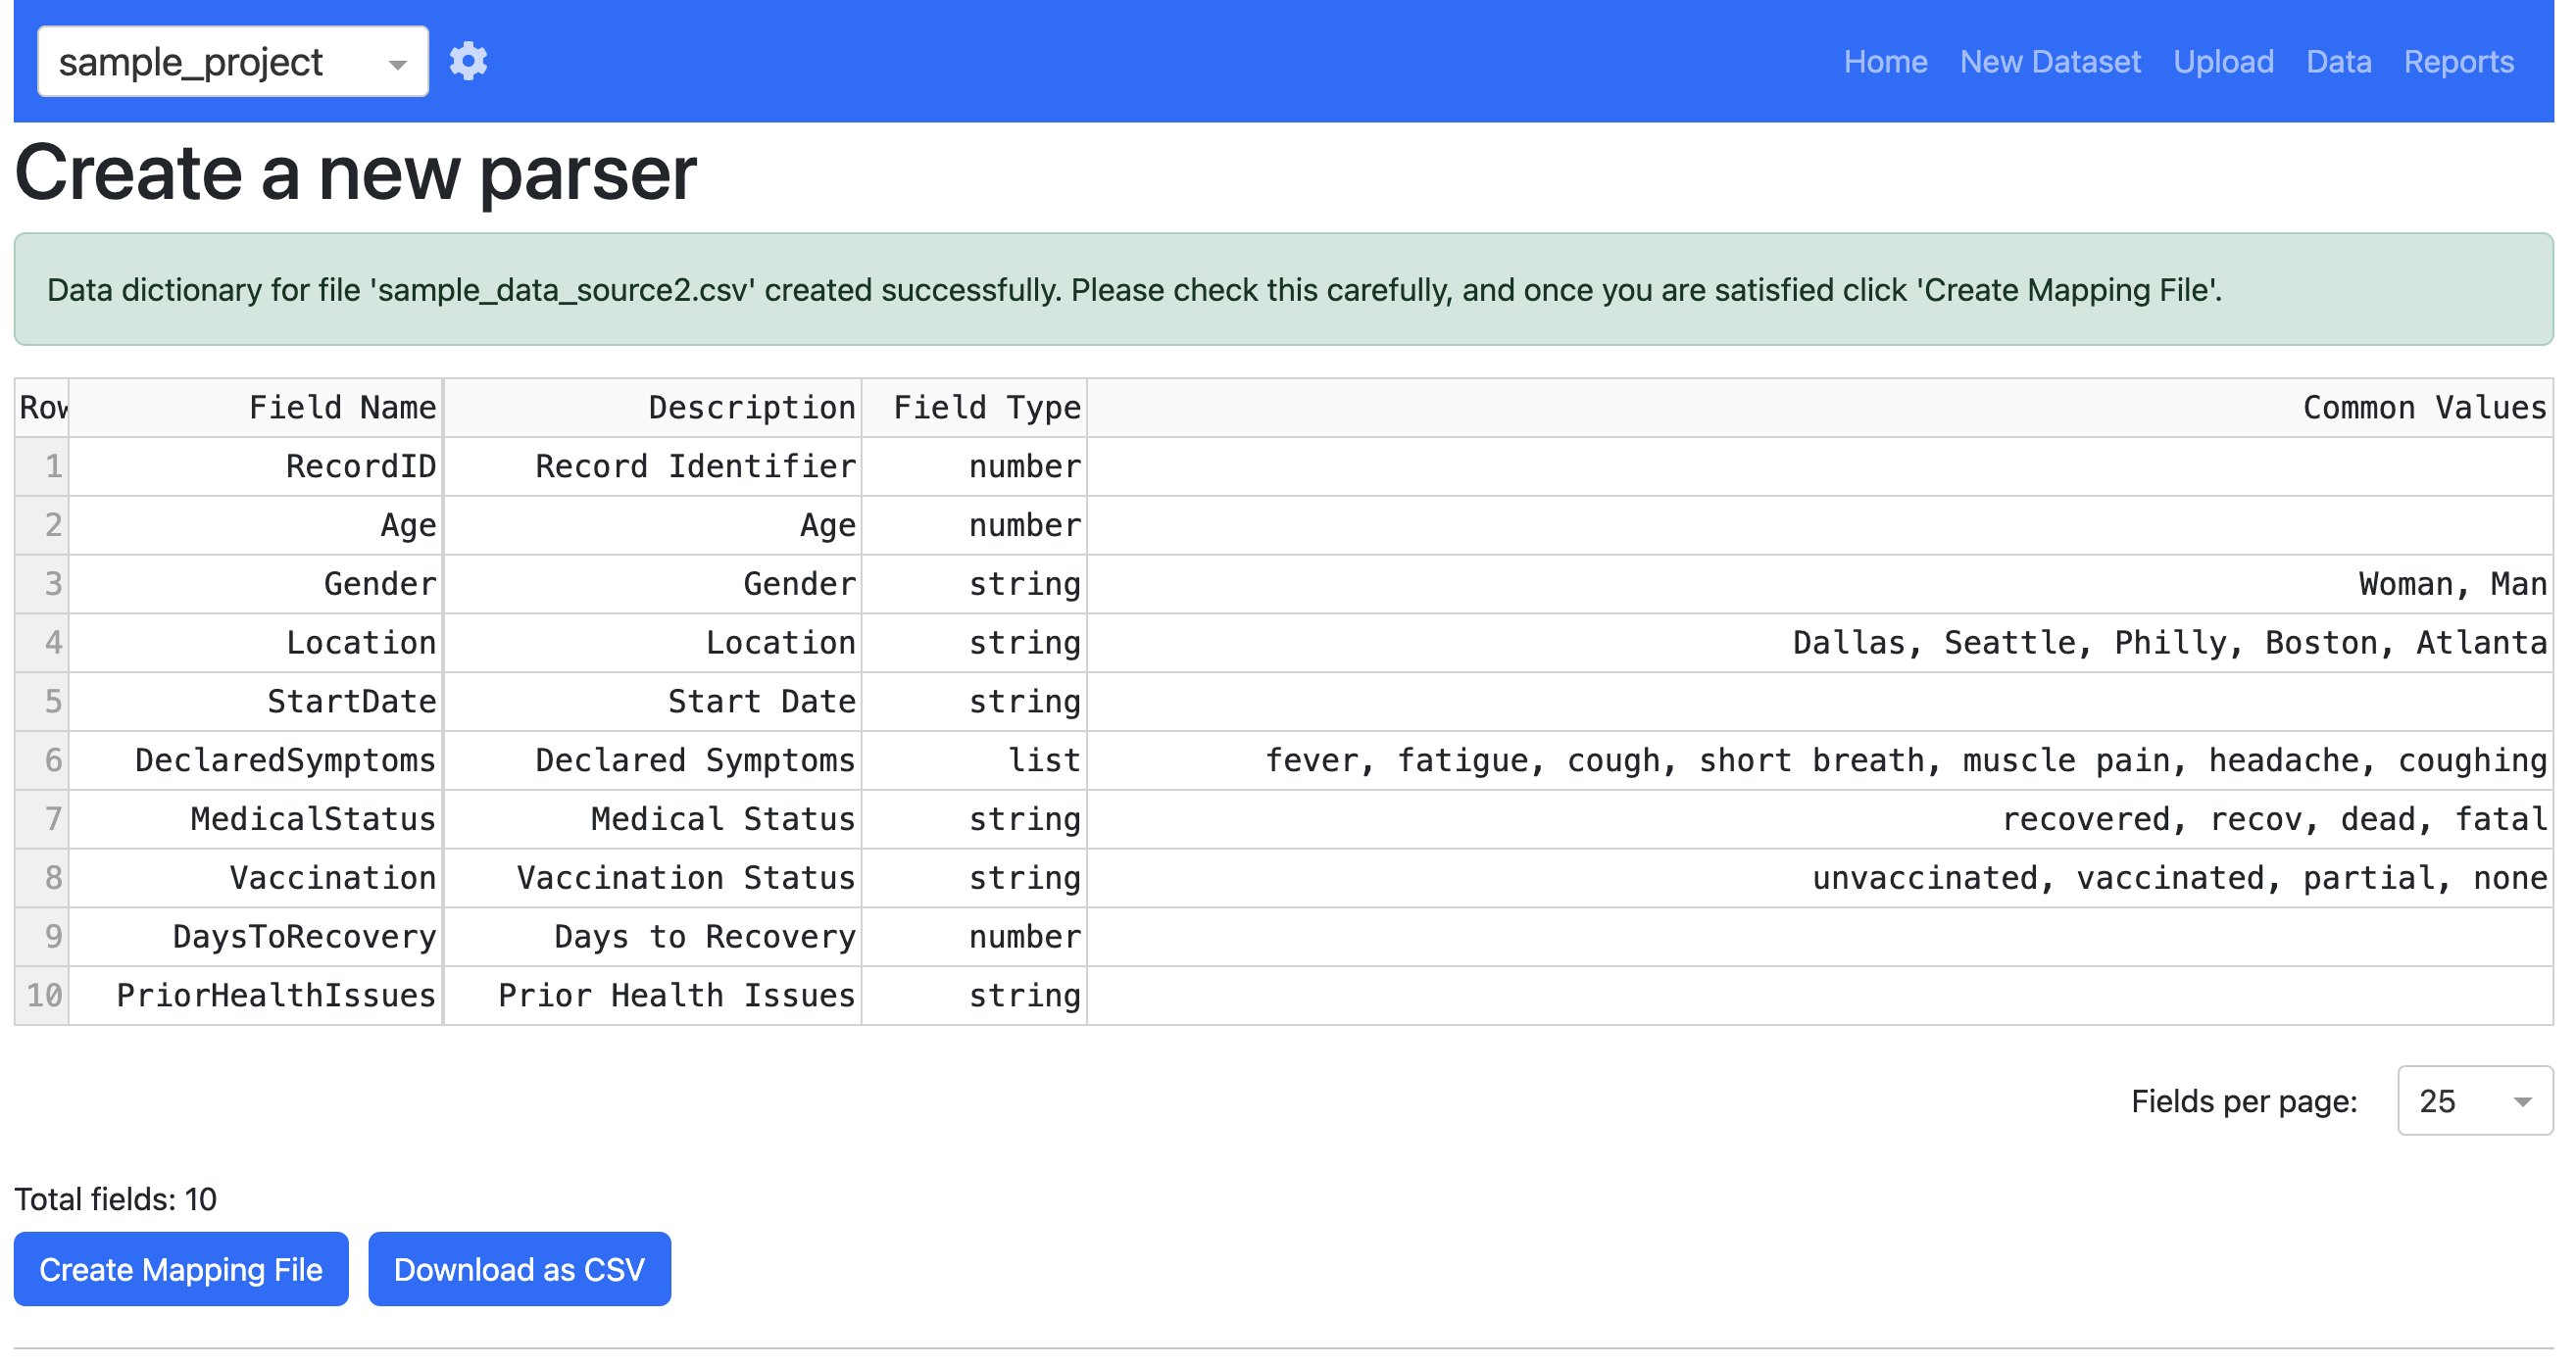 sample_project Home New Dataset Upload Data Reports
Create a new parser
Data dictionary for file 'sample_data_source2.csv' created successfully. Please check this carefully, and once you are satisfied click 'Create Mapping File'.
Row Field Name Description Field Type Common Values
1 RecordID Record Identifier number
2 Age Age number
3 Gender Gender string Woman, Man
4 Location Location string Dallas, Seattle, Philly, Boston, Atlanta
5 StartDate Start Date string
6 DeclaredSymptoms Declared Symptoms list fever, fatigue, cough, short breath, muscle pain, headache, coughing
7 MedicalStatus Medical Status string recovered, recov, dead, fatal
8 Vaccination Vaccination Status string unvaccinated, vaccinated, partial, none
9 DaysToRecovery Days to Recovery number
10 PriorHealthIssues Prior Health Issues string
Fields per page: 25
Total fields: 10
Create Mapping File Download as CSV